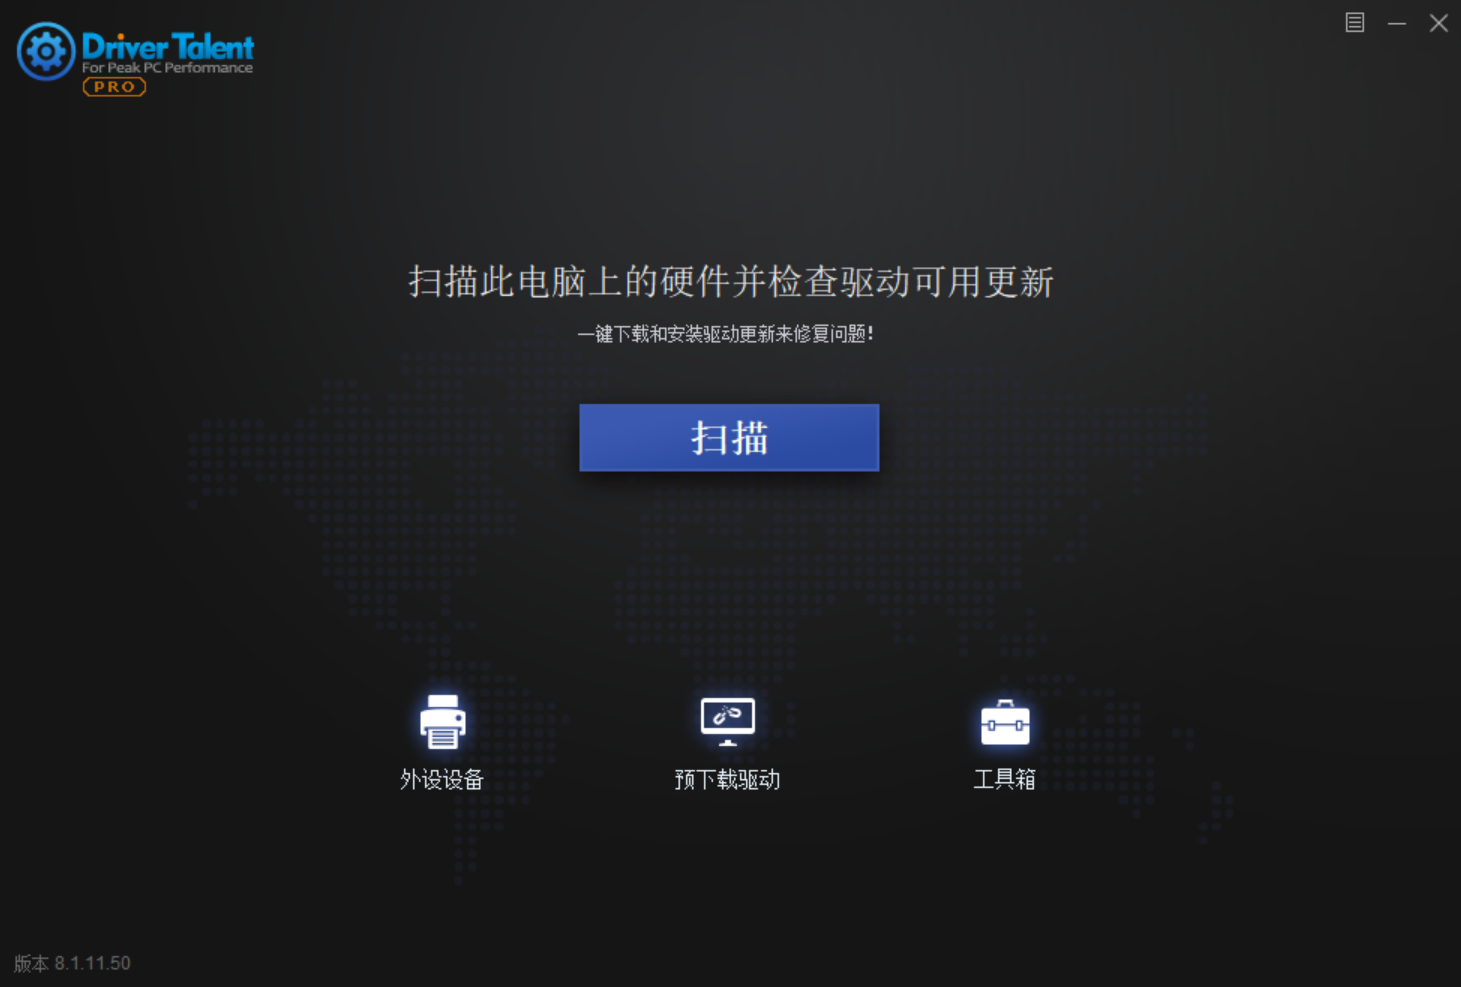 Driver Talent
For Peak PC Performance
PRO
扫描此电脑上的硬件并检查驱动可用更新
一键下载和安装驱动更新来修复问题!
扫描
外设设备
预下载驱动
工具箱
版本 8.1.11.50